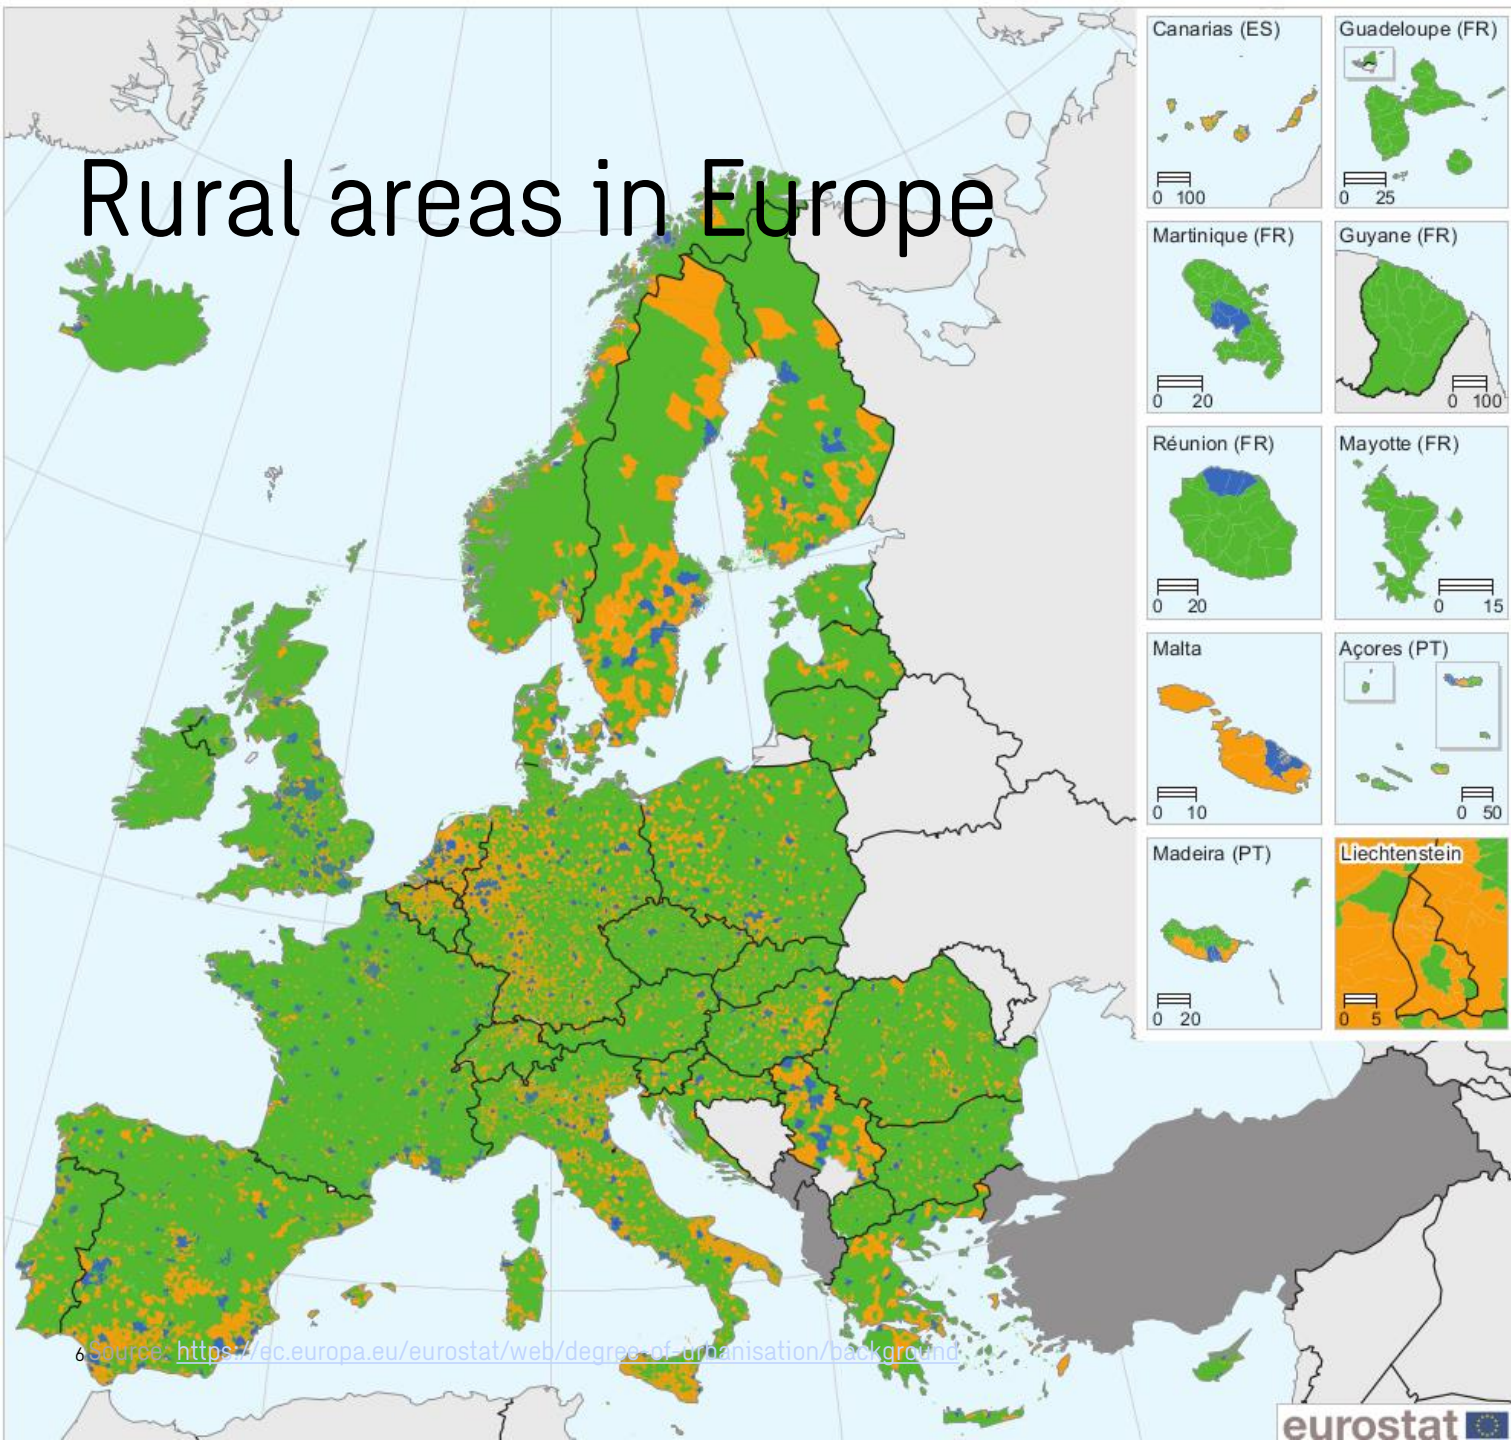 Rural areas in Europe
Canarias (ES)
0 100
Guadeloupe (FR)
0 25
Martinique (FR)
0 20
Guyane (FR)
0 100
Réunion (FR)
0 20
Mayotte (FR)
0 15
Malta
0 10
Açores (PT)
0 50
Madeira (PT)
0 20
Liechtenstein
0 5
6 Source: https://ec.europa.eu/eurostat/web/degree-of-urbanisation/background
eurostat